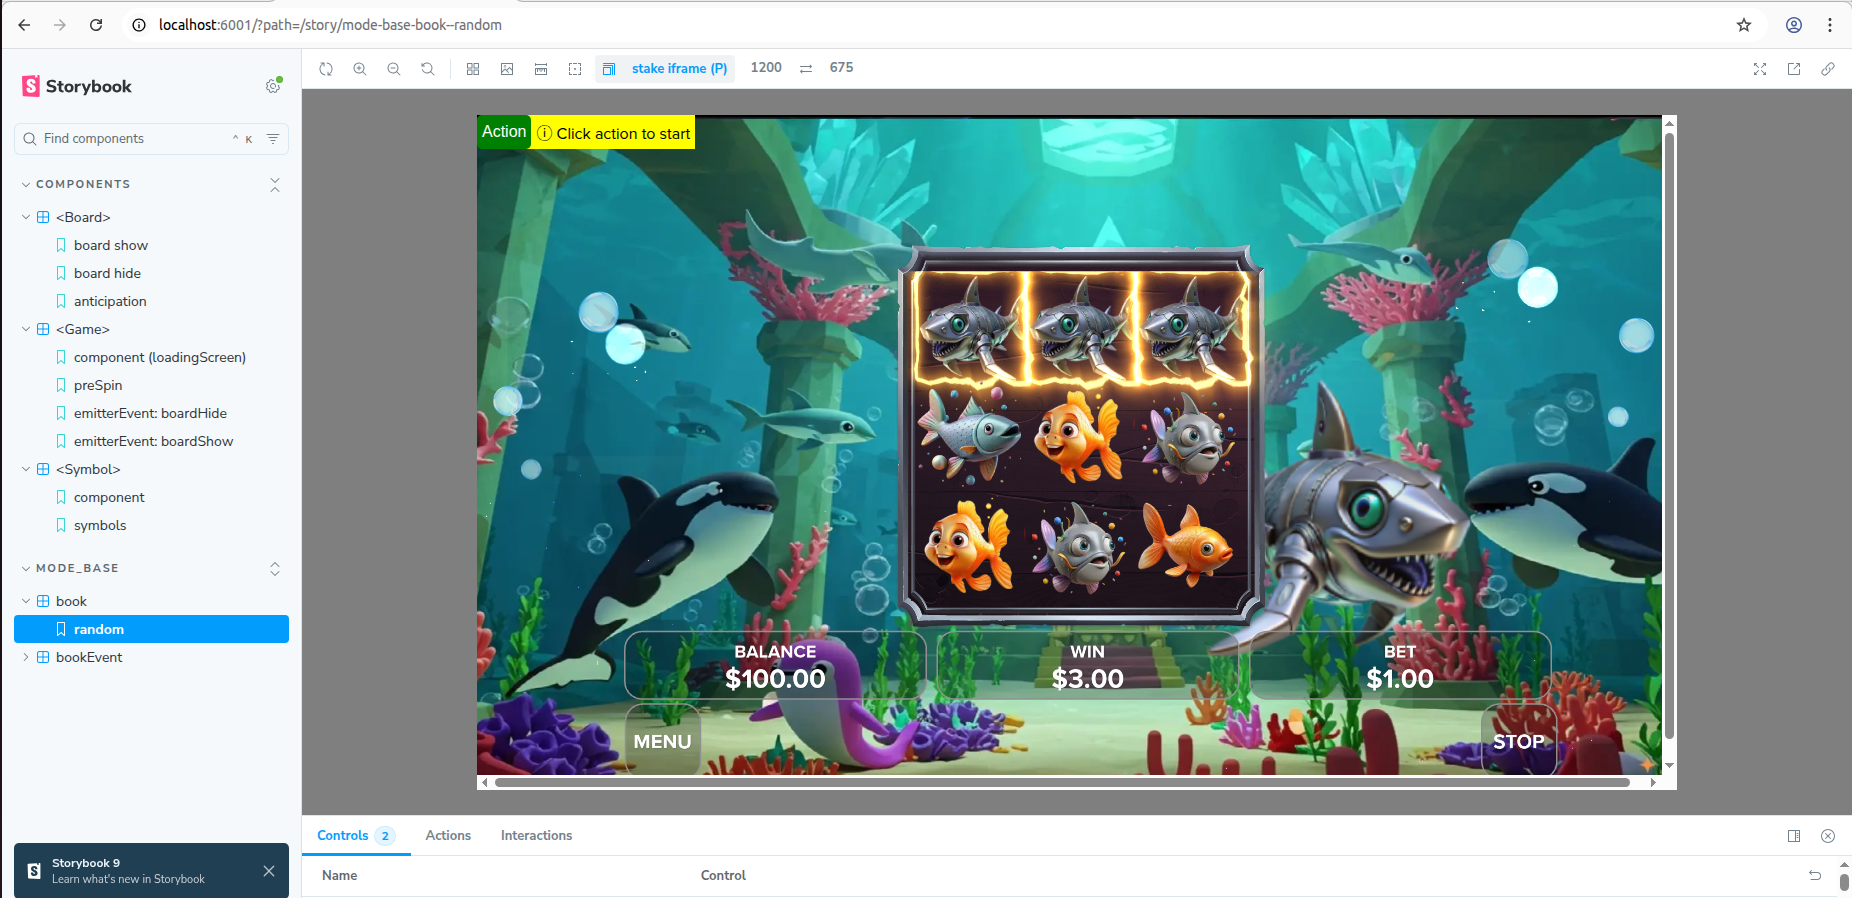 localhost:6001/?path=/story/mode-base-book--random
Storybook
Find components
^ K
COMPONENTS
<Board>
board show
board hide
anticipation
<Game>
component (loadingScreen)
preSpin
emitterEvent: boardHide
emitterEvent: boardShow
<Symbol>
component
symbols
MODE_BASE
book
random
bookEvent
Storybook 9
Learn what's new in Storybook
stake iframe (P)
1200
675
Action
Click action to start
BALANCE
$100.00
WIN
$3.00
BET
$1.00
MENU
STOP
Controls 2
Actions
Interactions
Name
Control